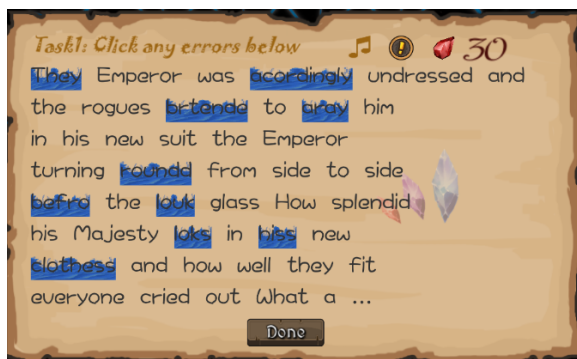 Task1: Click any errors below 30
They Emperor was acordingly undressed and
the rogues brtende to aray him
in his new suit the Emperor
turning roundd from side to side
befro the louk glass How splendid
his Majesty loks in hiss new
clothess and how well they fit
everyone cried out What a ...
Done